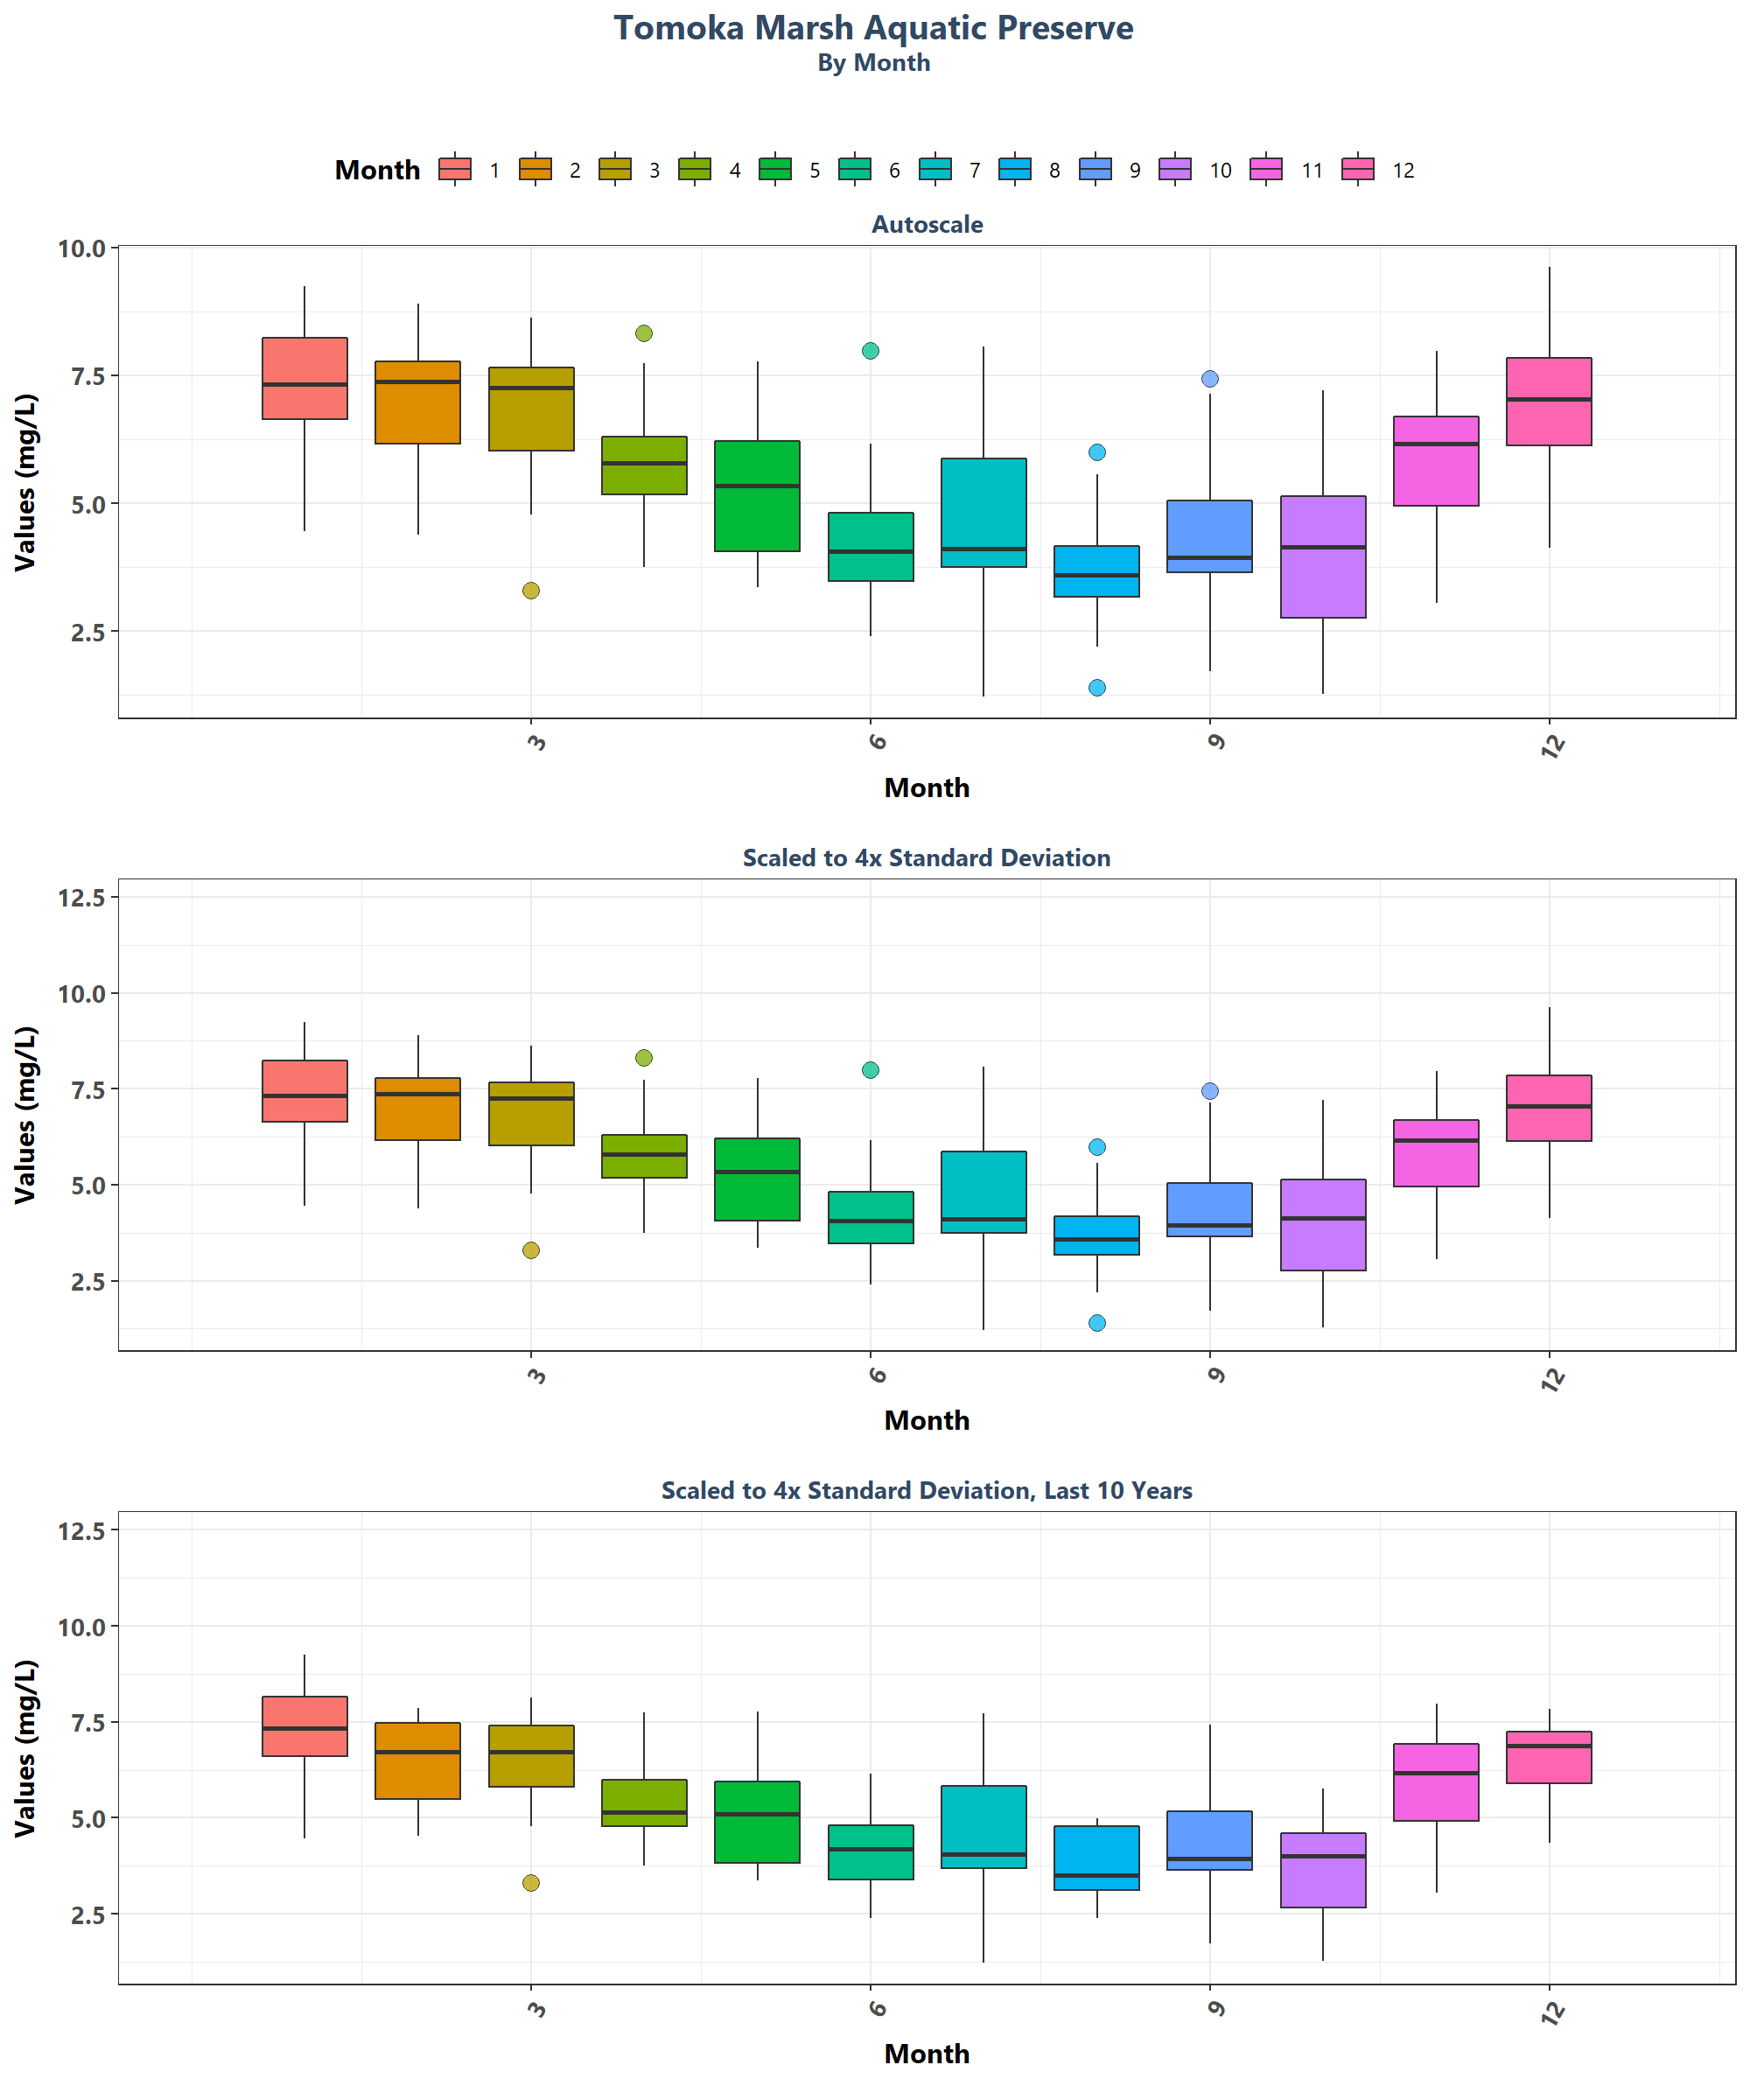 Tomoka Marsh Aquatic Preserve
By Month
Month 1 2 3 4 5 6 7 8 9 10 11 12
Autoscale
Values (mg/L)
10.0
7.5
5.0
2.5
3 6 9 12
Month
Scaled to 4x Standard Deviation
Values (mg/L)
12.5
10.0
7.5
5.0
2.5
3 6 9 12
Month
Scaled to 4x Standard Deviation, Last 10 Years
Values (mg/L)
12.5
10.0
7.5
5.0
2.5
3 6 9 12
Month